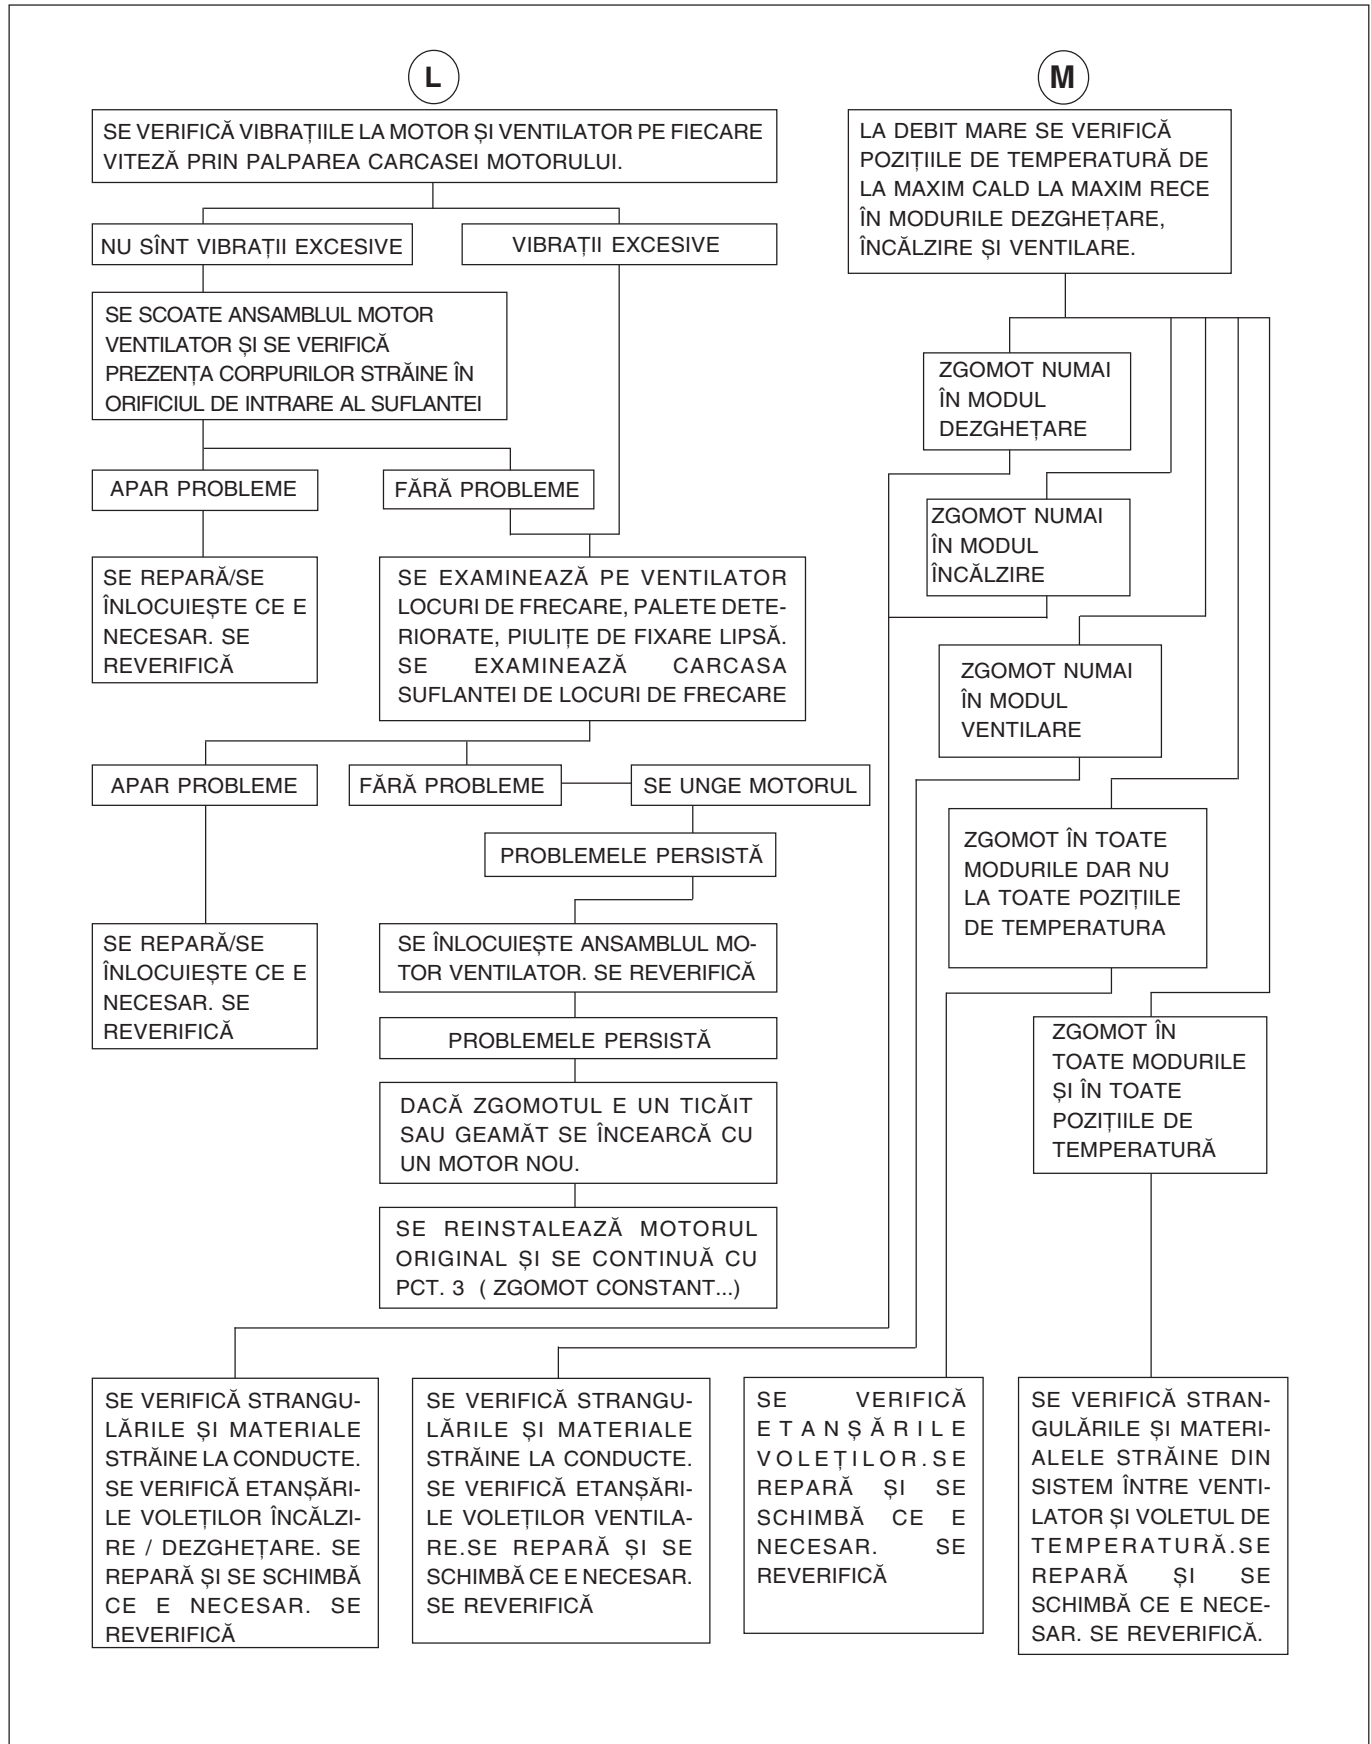 L
SE VERIFICĂ VIBRAȚIILE LA MOTOR ȘI VENTILATOR PE FIECARE
VITEZĂ PRIN PALPAREA CARCASEI MOTORULUI.
NU SÎNT VIBRAȚII EXCESIVE
VIBRAȚII EXCESIVE
SE SCOATE ANSAMBLUL MOTOR
VENTILATOR ȘI SE VERIFICĂ
PREZENȚA CORPURILOR STRĂINE ÎN
ORIFICIUL DE INTRARE AL SUFLANTEI
APAR PROBLEME
FĂRĂ PROBLEME
SE REPARĂ/SE
ÎNLOCUIEȘTE CE E
NECESAR. SE
REVERIFICĂ
SE EXAMINEAZĂ PE VENTILATOR
LOCURI DE FRECARE, PALETE DETE-
RIORATE, PIULIȚE DE FIXARE LIPSĂ.
SE EXAMINEAZĂ CARCASA
SUFLANTEI DE LOCURI DE FRECARE
APAR PROBLEME
FĂRĂ PROBLEME
SE UNGE MOTORUL
PROBLEMELE PERSISTĂ
SE REPARĂ/SE
ÎNLOCUIEȘTE CE E
NECESAR. SE
REVERIFICĂ
SE ÎNLOCUIEȘTE ANSAMBLUL MO-
TOR VENTILATOR. SE REVERIFICĂ
PROBLEMELE PERSISTĂ
DACĂ ZGOMOTUL E UN TICĂIT
SAU GEAMĂT SE ÎNCEARCĂ CU
UN MOTOR NOU.
SE REINSTALEAZĂ MOTORUL
ORIGINAL ȘI SE CONTINUĂ CU
PCT. 3 ( ZGOMOT CONSTANT...)
M
LA DEBIT MARE SE VERIFICĂ
POZIȚIILE DE TEMPERATURĂ DE
LA MAXIM CALD LA MAXIM RECE
ÎN MODURILE DEZGHEȚARE,
ÎNCĂLZIRE ȘI VENTILARE.
ZGOMOT NUMAI
ÎN MODUL
DEZGHEȚARE
ZGOMOT NUMAI
ÎN MODUL
ÎNCĂLZIRE
ZGOMOT NUMAI
ÎN MODUL
VENTILARE
ZGOMOT ÎN TOATE
MODURILE DAR NU
LA TOATE POZIȚIILE
DE TEMPERATURA
ZGOMOT ÎN
TOATE MODURILE
ȘI ÎN TOATE
POZIȚIILE DE
TEMPERATURĂ
SE VERIFICĂ STRANGU-
LĂRILE ȘI MATERIALE
STRĂINE LA CONDUCTE.
SE VERIFICĂ ETANȘĂRI-
LE VOLEȚILOR ÎNCĂLZI-
RE / DEZGHEȚARE. SE
REPARĂ ȘI SE SCHIMBĂ
CE E NECESAR. SE
REVERIFICĂ
SE VERIFICĂ STRANGU-
LĂRILE ȘI MATERIALE
STRĂINE LA CONDUCTE.
SE VERIFICĂ ETANȘĂRI-
LE VOLEȚILOR VENTILA-
RE.SE REPARĂ ȘI SE
SCHIMBĂ CE E NECESAR.
SE REVERIFICĂ
SE VERIFICĂ
ETANȘĂRILE
VOLEȚILOR.SE
REPARĂ ȘI SE
SCHIMBĂ CE E
NECESAR. SE
REVERIFICĂ
SE VERIFICĂ STRAN-
GULĂRILE ȘI MATERI-
ALELE STRĂINE DIN
SISTEM ÎNTRE VENTI-
LATOR ȘI VOLETUL DE
TEMPERATURĂ.SE
REPARĂ ȘI SE
SCHIMBĂ CE E NECE-
SAR. SE REVERIFICĂ.